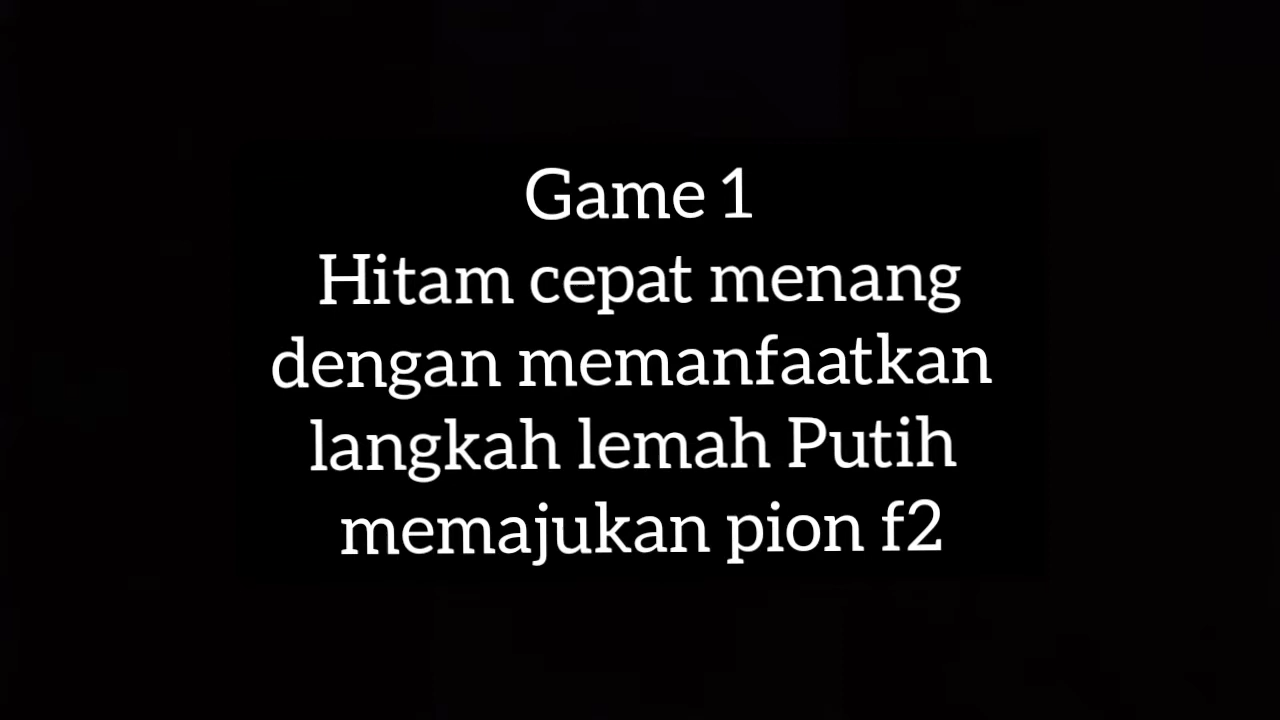 Game 1
Hitam cepat menang
dengan memanfaatkan
langkah lemah Putih
memajukan pion f2